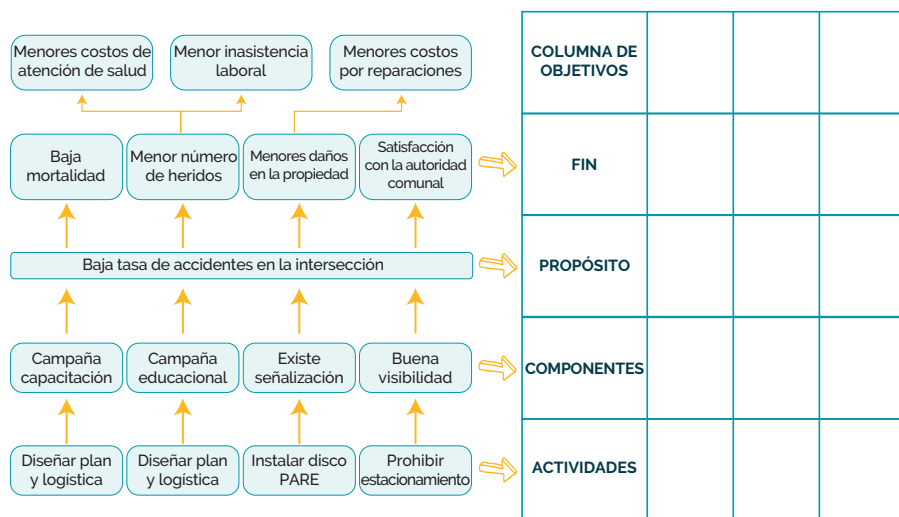 Menores costos de
atención de salud
Menor inasistencia
laboral
Menores costos
por reparaciones
COLUMNA DE
OBJETIVOS
Baja
mortalidad
Menor número
de heridos
Menores daños
en la propiedad
Satisfacción
con la autoridad
comunal
FIN
Baja tasa de accidentes en la intersección
PROPÓSITO
Campaña
capacitación
Campaña
educacional
Existe
señalización
Buena
visibilidad
COMPONENTES
Diseñar plan
y logística
Diseñar plan
y logística
Instalar disco
PARE
Prohibir
estacionamiento
ACTIVIDADES